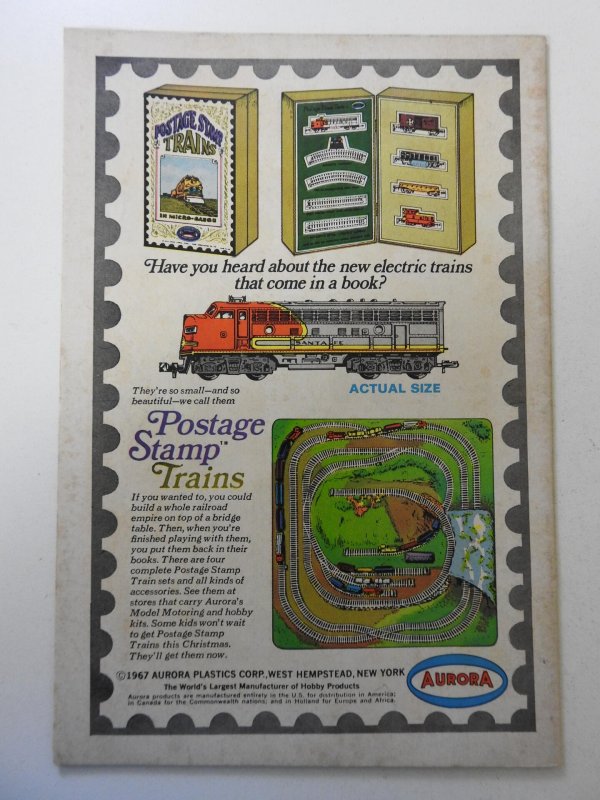 POSTAGE STAMP
TRAINS
IN MICRO-GAUGE
Have you heard about the new electric trains
that come in a book?
SANTA FE
ACTUAL SIZE
They're so small—and so
beautiful—we call them
Postage
Stamp™
Trains
If you wanted to, you could
build a whole railroad
empire on top of a bridge
table. Then, when you're
finished playing with them,
you put them back in their
books. There are four
complete Postage Stamp
Train sets and all kinds of
accessories. See them at
stores that carry Aurora's
Model Motoring and hobby
kits. Some kids won't wait
to get Postage Stamp
Trains this Christmas.
They'll get them now.
©1967 AURORA PLASTICS CORP., WEST HEMPSTEAD, NEW YORK
The World's Largest Manufacturer of Hobby Products
Aurora products are manufactured entirely in the U.S. for distribution in America;
in Canada for the Commonwealth nations; and in Holland for Europe and Africa.
AURORA